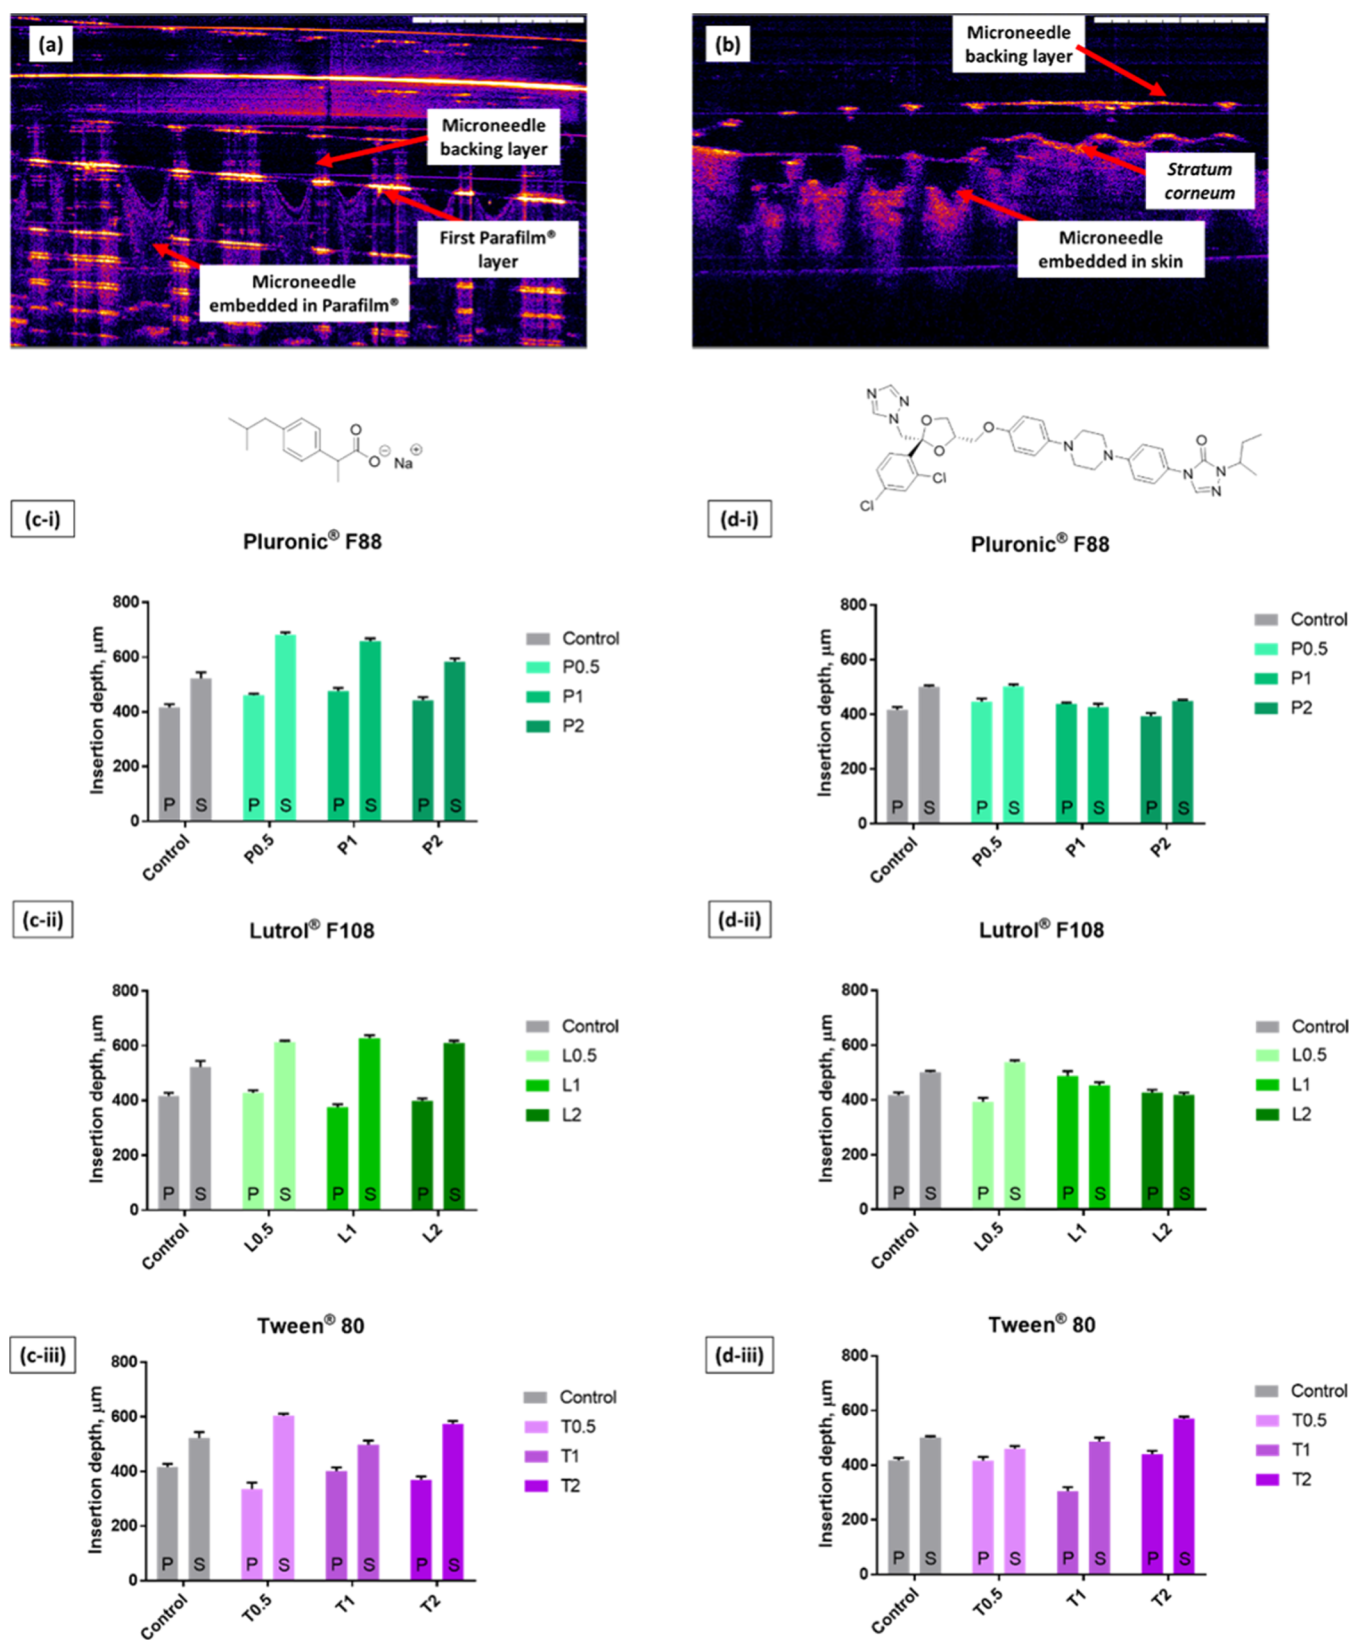 (a)
Microneedle
backing layer
First Parafilm®
layer
Microneedle
embedded in Parafilm®
(b)
Microneedle
backing layer
Stratum
corneum
Microneedle
embedded in skin
O
O
⊖
Na
⊕
N
N
N
O
O
O
Cl
Cl
N
N
N
O
N
N
(c-i)
Pluronic® F88
Insertion depth, µm
800
600
400
200
0
P S P S P S P S
Control P0.5 P1 P2
Control
P0.5
P1
P2
(d-i)
Pluronic® F88
Insertion depth, µm
800
600
400
200
0
P S P S P S P S
Control P0.5 P1 P2
Control
P0.5
P1
P2
(c-ii)
Lutrol® F108
Insertion depth, µm
800
600
400
200
0
P S P S P S P S
Control L0.5 L1 L2
Control
L0.5
L1
L2
(d-ii)
Lutrol® F108
Insertion depth, µm
800
600
400
200
0
P S P S P S P S
Control L0.5 L1 L2
Control
L0.5
L1
L2
(c-iii)
Tween® 80
Insertion depth, µm
800
600
400
200
0
P S P S P S P S
Control T0.5 T1 T2
Control
T0.5
T1
T2
(d-iii)
Tween® 80
Insertion depth, µm
800
600
400
200
0
P S P S P S P S
Control T0.5 T1 T2
Control
T0.5
T1
T2